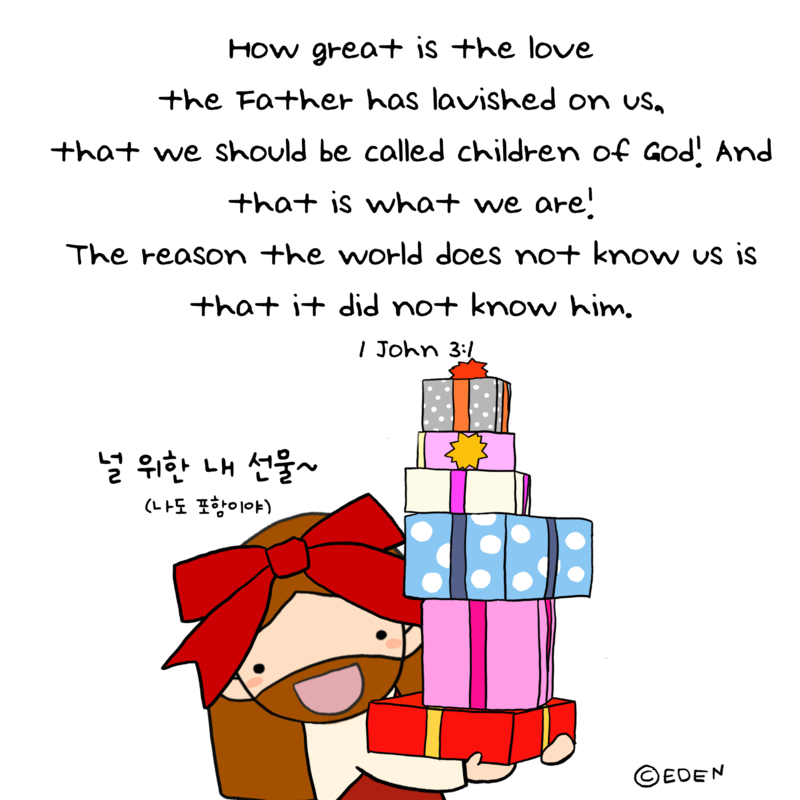 How great is the love
the Father has lavished on us,
that we should be called children of God! And
that is what we are!
The reason the world does not know us is
that it did not know him.
1 John 3:1
널 위한 내 선물~
(나도 포함이야)
©EDEN